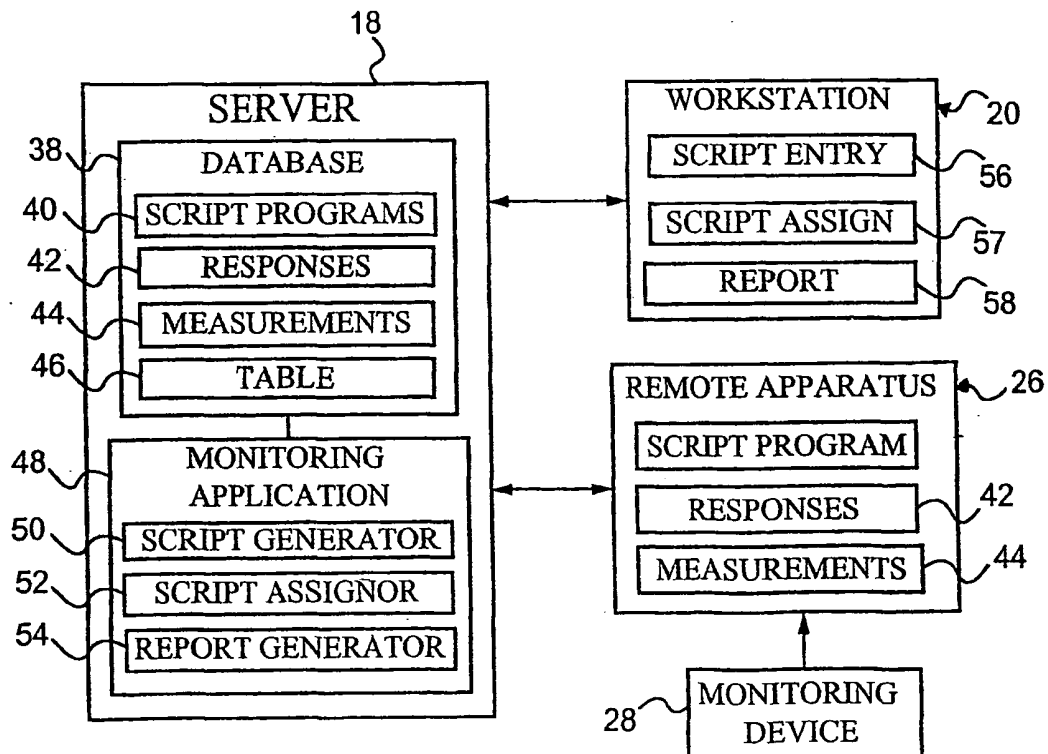 18
SERVER
38
DATABASE
40
SCRIPT PROGRAMS
42
RESPONSES
44
MEASUREMENTS
46
TABLE
48
MONITORING
APPLICATION
50
SCRIPT GENERATOR
52
SCRIPT ASSIGNOR
54
REPORT GENERATOR
WORKSTATION
20
SCRIPT ENTRY
56
SCRIPT ASSIGN
57
REPORT
58
REMOTE APPARATUS
26
SCRIPT PROGRAM
RESPONSES
42
MEASUREMENTS
44
28
MONITORING
DEVICE